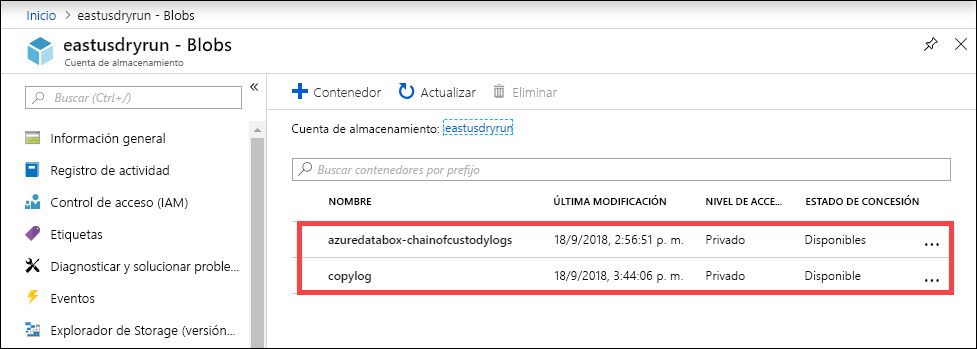 Inicio > eastusdryrun - Blobs
eastusdryrun - Blobs
Cuenta de almacenamiento
Buscar (Ctrl+/)
«
Información general
Registro de actividad
Control de acceso (IAM)
Etiquetas
Diagnosticar y solucionar proble...
Eventos
Explorador de Storage (versión...
Contenedor Actualizar Eliminar
Cuenta de almacenamiento: eastusdryrun
Buscar contenedores por prefijo
NOMBRE ÚLTIMA MODIFICACIÓN NIVEL DE ACCE... ESTADO DE CONCESIÓN
azuredatabox-chainofcustodylogs 18/9/2018, 2:56:51 p. m. Privado Disponibles ...
copylog 18/9/2018, 3:44:06 p. m. Privado Disponible ...